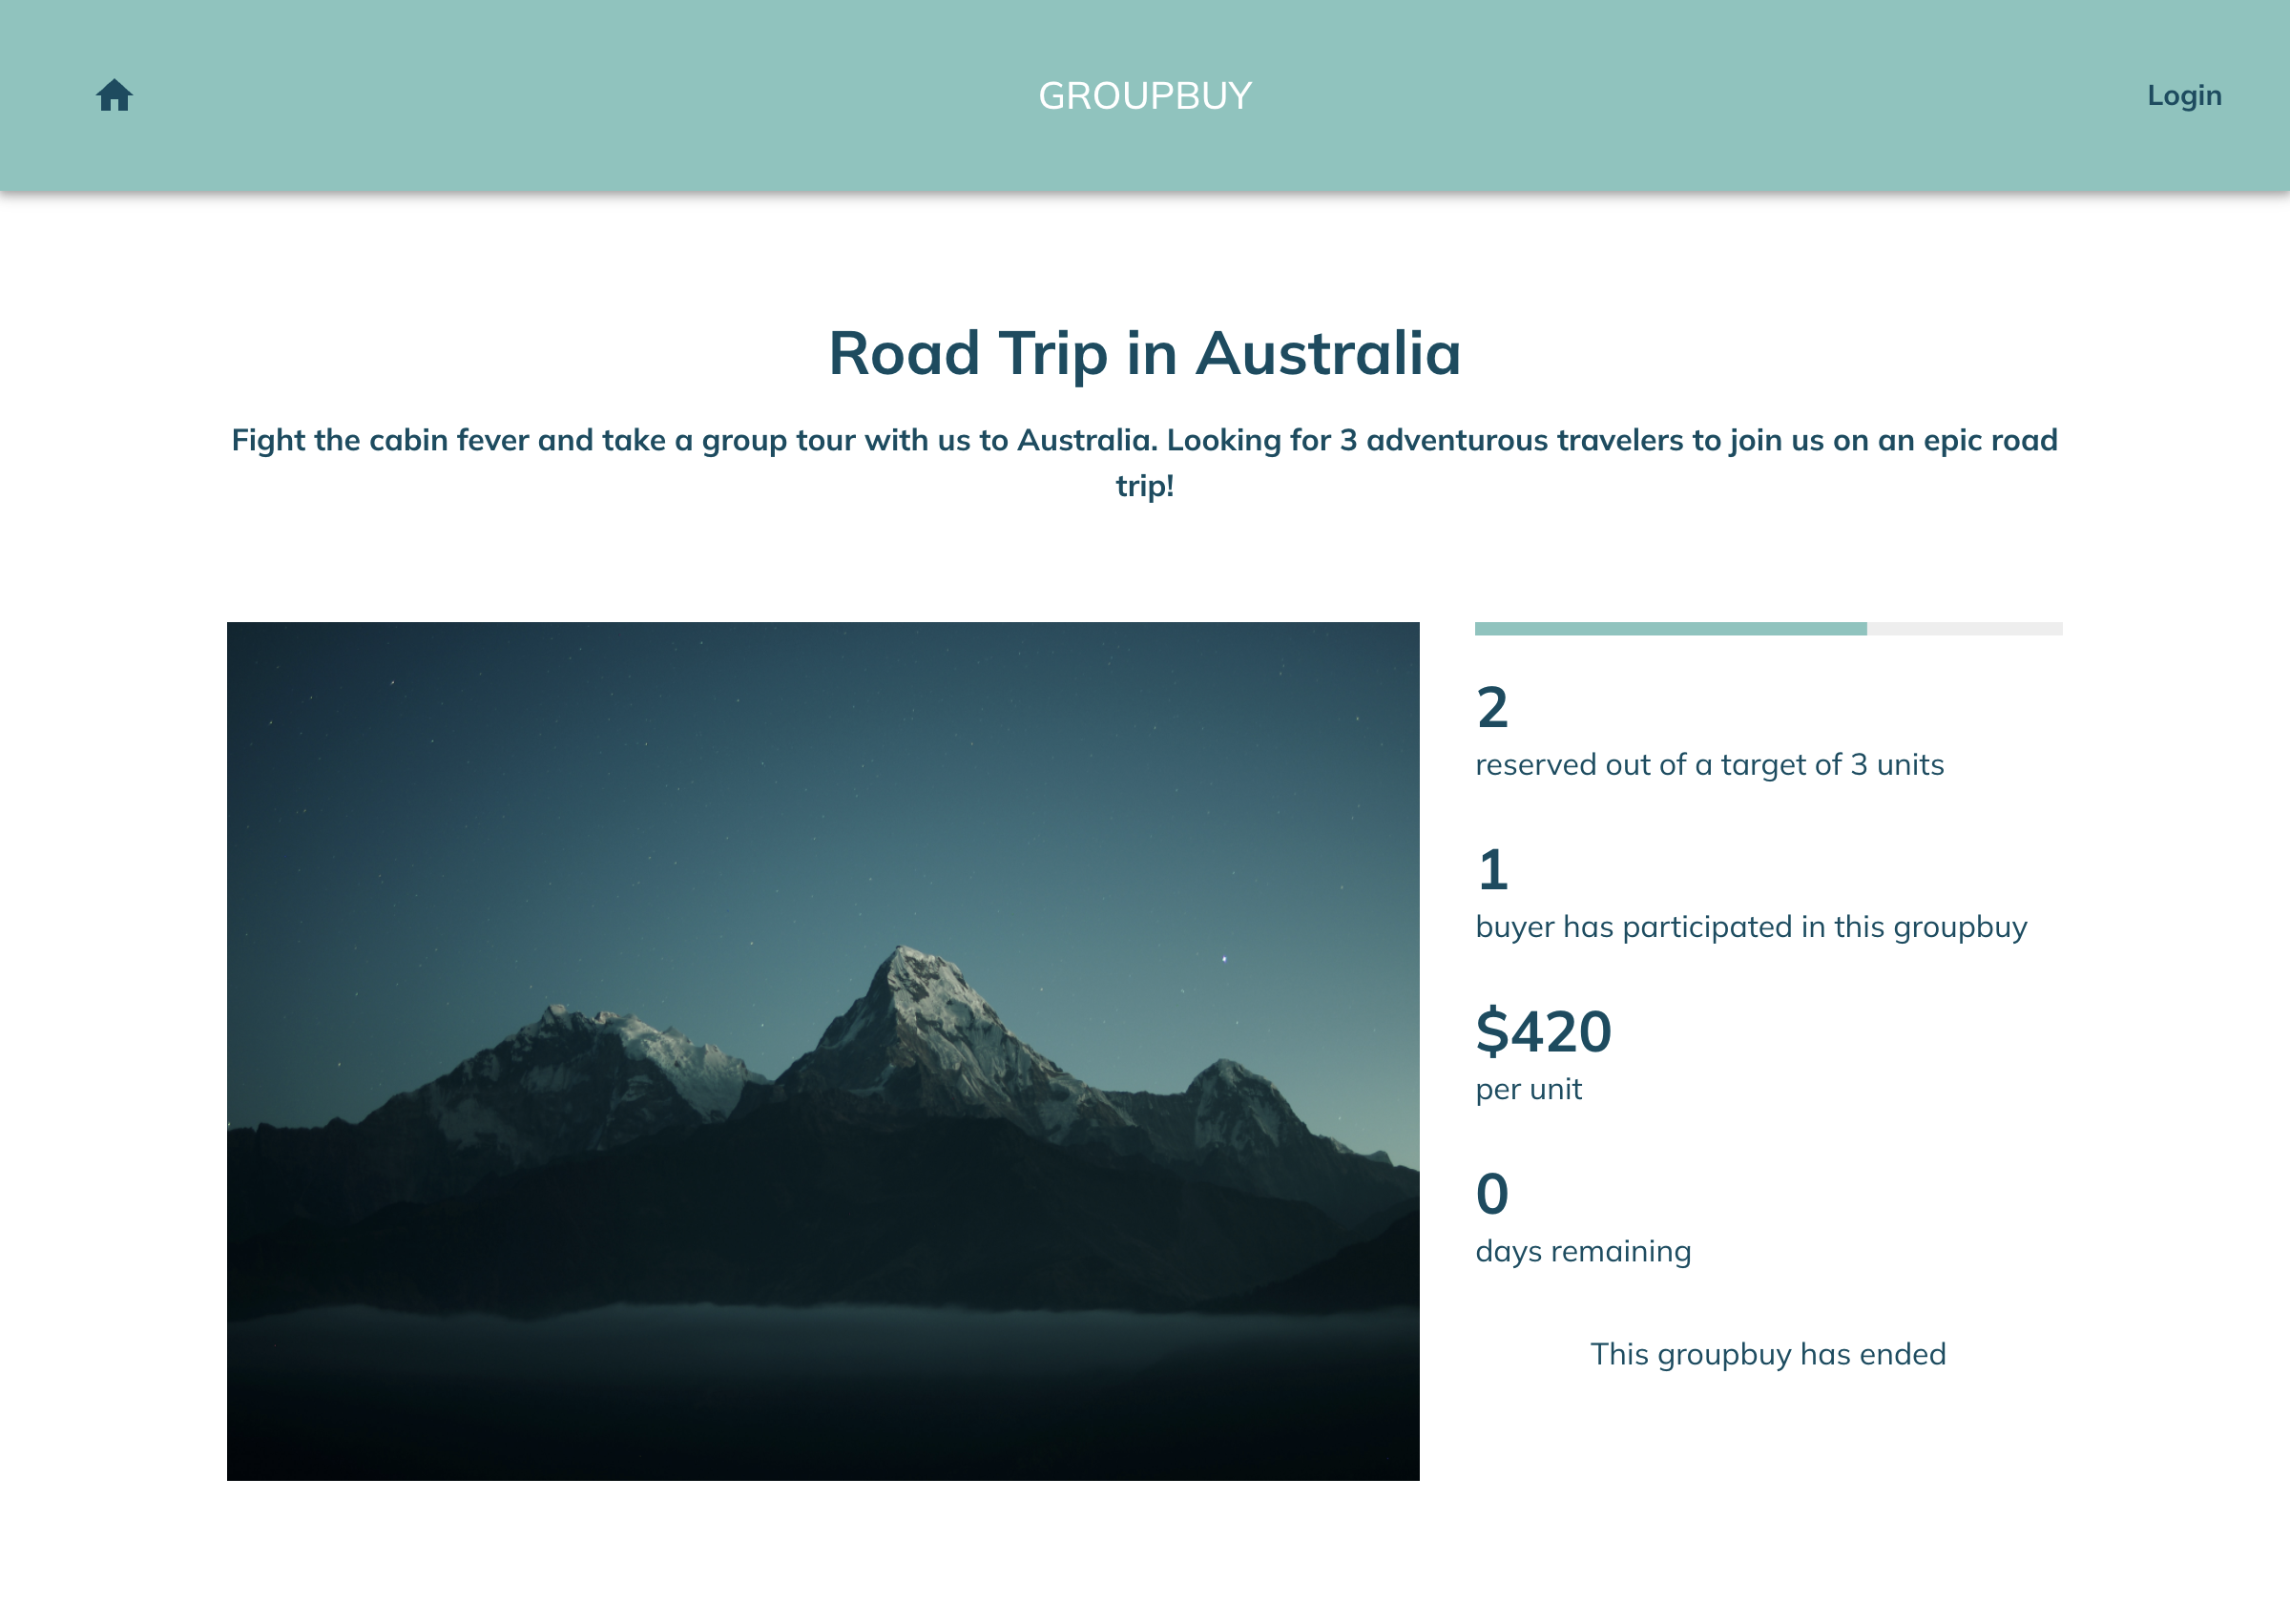 GROUPBUY
Login
Road Trip in Australia
Fight the cabin fever and take a group tour with us to Australia. Looking for 3 adventurous travelers to join us on an epic road
trip!
2
reserved out of a target of 3 units
1
buyer has participated in this groupbuy
$420
per unit
0
days remaining
This groupbuy has ended